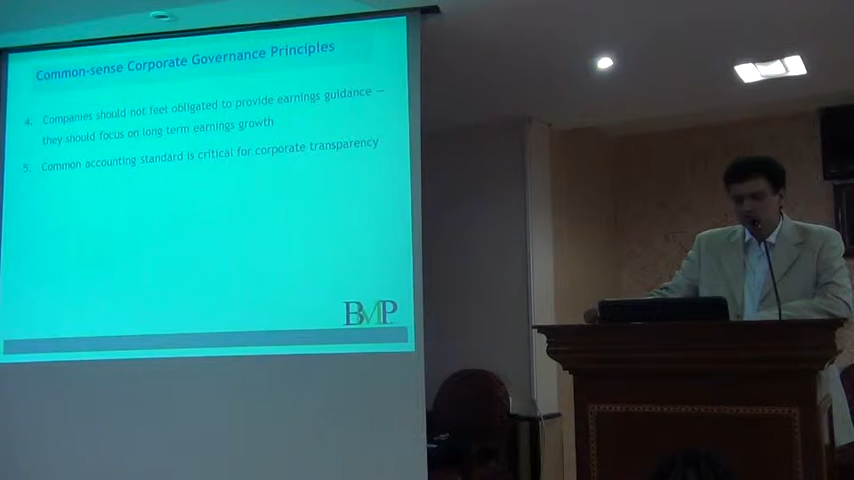 Common-sense Corporate Governance Principles
4. Companies should not feel obligated to provide earnings guidance —
they should focus on long term earnings growth
5. Common accounting standard is critical for corporate transparency
BMP